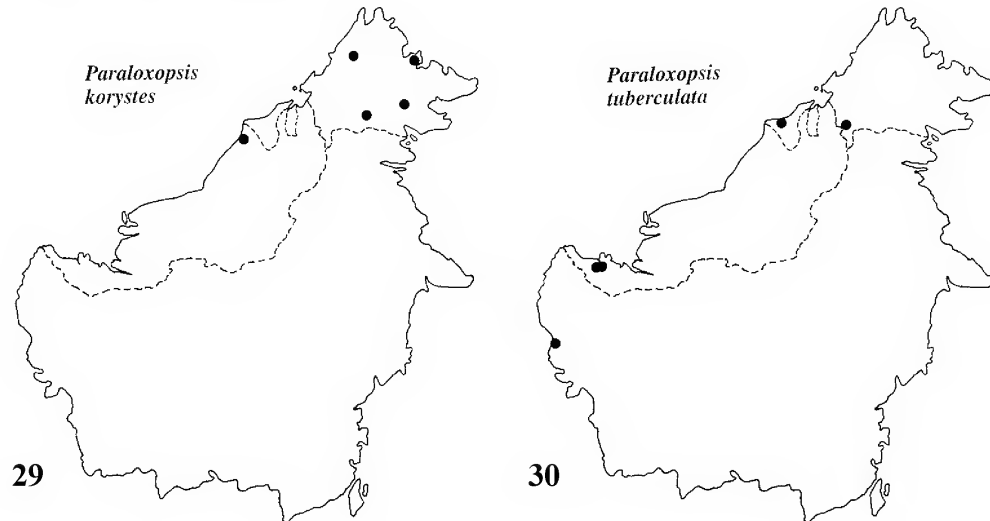 Paraloxopsis
korystes
29
Paraloxopsis
tuberculata
30